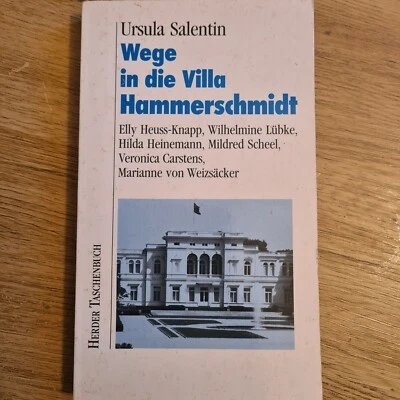 Ursula Salentin
Wege
in die Villa
Hammerschmidt
Elly Heuss-Knapp, Wilhelmine Lübke,
Hilda Heinemann, Mildred Scheel,
Veronica Carstens,
Marianne von Weizsäcker
HERDER TASCHENBUCH